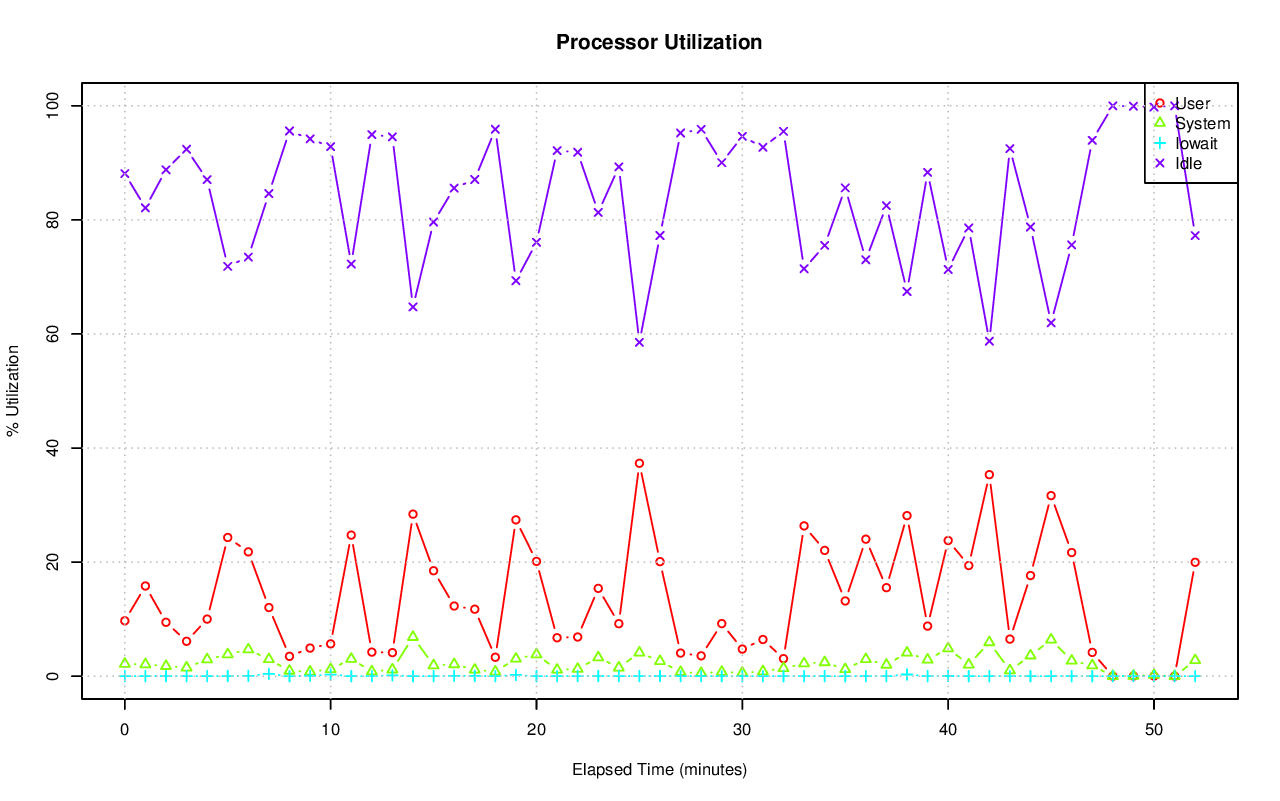 Processor Utilization
100
80
60
40
20
0
% Utilization
User
System
Iowait
Idle
0 10 20 30 40 50
Elapsed Time (minutes)